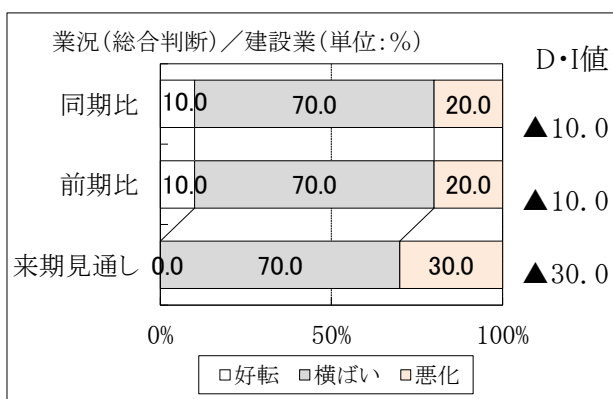 業況(総合判断)/建設業(単位:%)
D・I値
同期比 10.0 70.0 20.0 ▲10.0
前期比 10.0 70.0 20.0 ▲10.0
来期見通し 0.0 70.0 30.0 ▲30.0
0% 50% 100%
□好転 ■横ばい □悪化